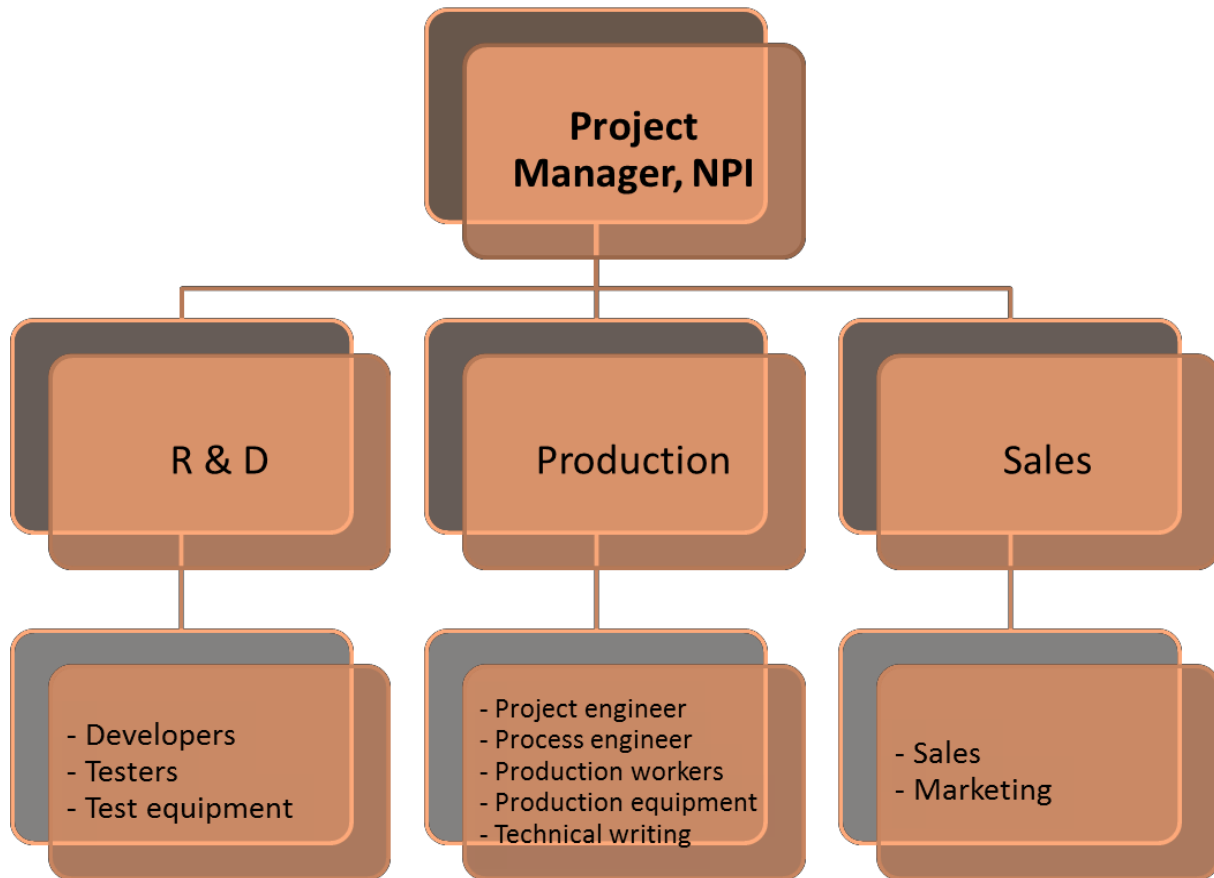 Project
Manager, NPI
R & D
Production
Sales
- Developers
- Testers
- Test equipment
- Project engineer
- Process engineer
- Production workers
- Production equipment
- Technical writing
- Sales
- Marketing